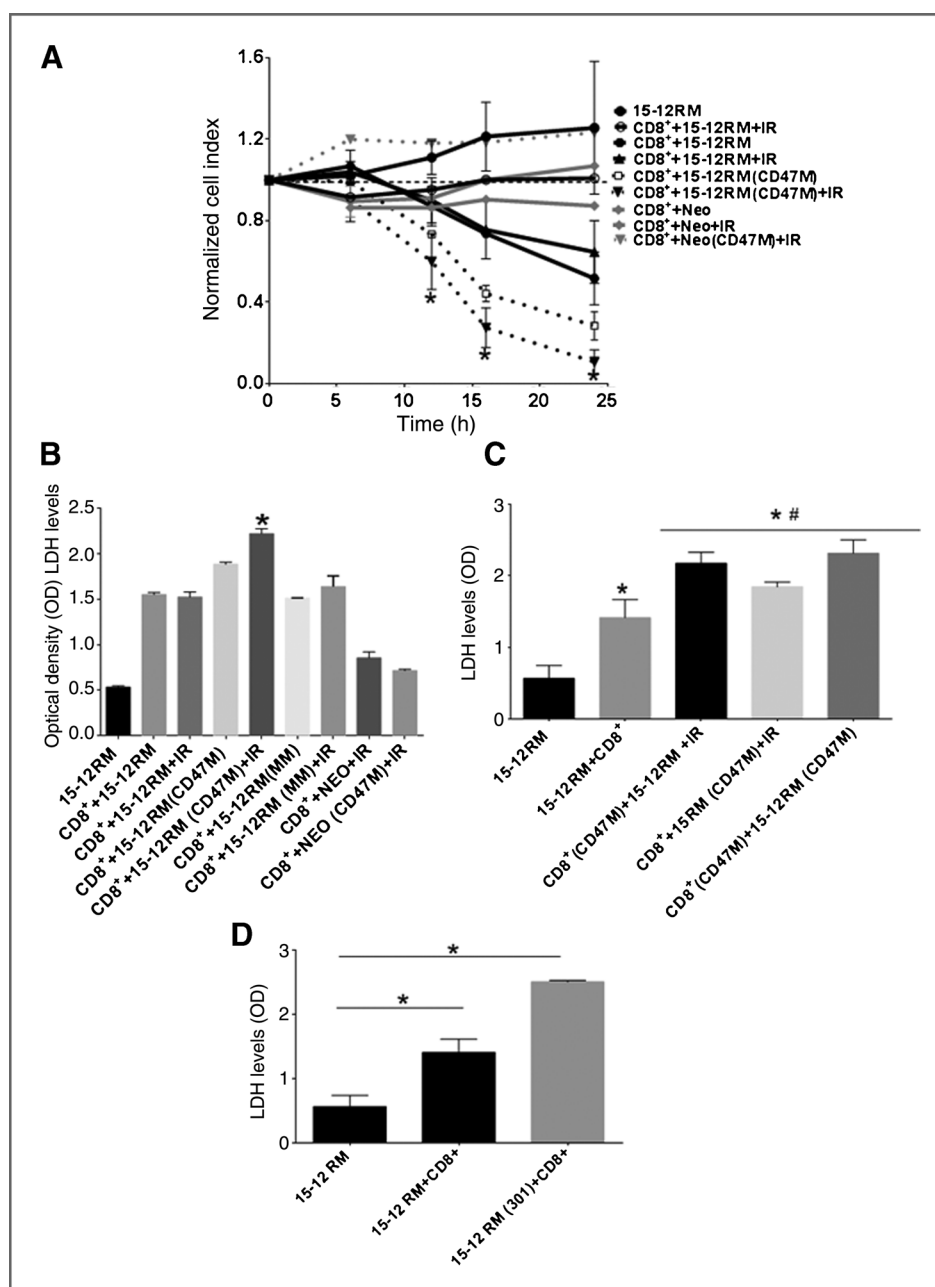 A
Normalized cell index
1.6
1.2
0.8
0.4
0.0
0
5
10
15
20
25
Time (h)
*
*
*
15-12RM
CD8⁺+15-12RM+IR
CD8⁺+15-12RM
CD8⁺+15-12RM+IR
CD8⁺+15-12RM(CD47M)
CD8⁺+15-12RM(CD47M)+IR
CD8⁺+Neo
CD8⁺+Neo+IR
CD8⁺+Neo(CD47M)+IR
B
Optical density (OD) LDH levels
2.5
2.0
1.5
1.0
0.5
0.0
*
15-12RM
CD8⁺+15-12RM
CD8⁺+15-12RM+IR
CD8⁺+15-12RM(CD47M)
CD8⁺+15-12RM (CD47M)+IR
CD8⁺+15-12RM(MM)
CD8⁺+15-12RM (MM)+IR
CD8⁺+NEO+IR
CD8⁺+NEO (CD47M)+IR
C
LDH levels (OD)
3
2
1
0
*
* #
15-12RM
15-12RM+CD8⁺
CD8⁺(CD47M)+15-12RM +IR
CD8⁺+15RM (CD47M)+IR
CD8⁺(CD47M)+15-12RM (CD47M)
D
LDH levels (OD)
3
2
1
0
*
*
15-12 RM
15-12 RM+CD8+
15-12 RM (301)+CD8+